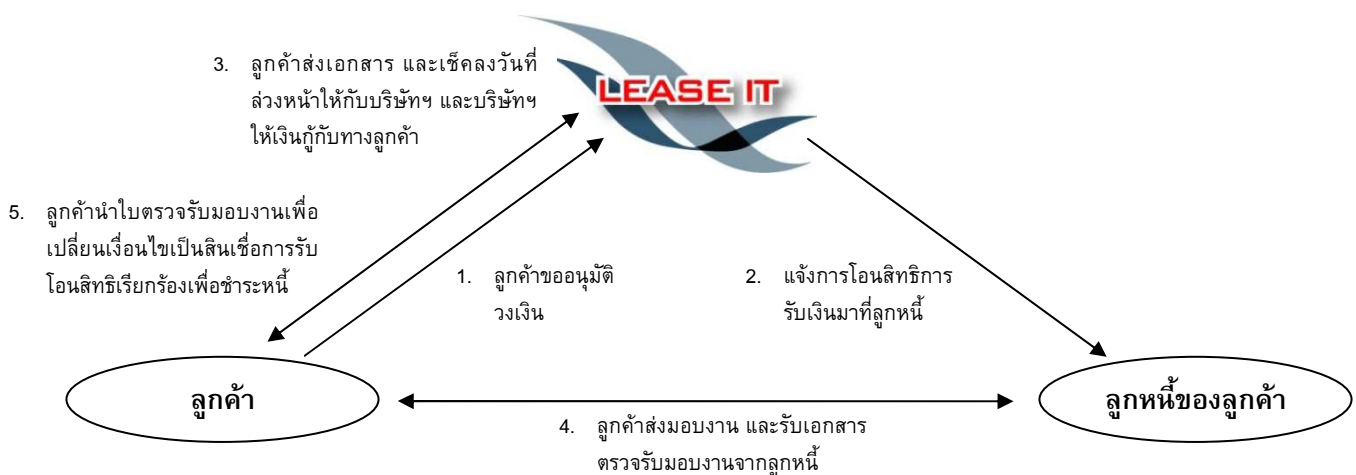 LEASE IT
3. ลูกค้าส่งเอกสาร และเช็คลงวันที่
ล่วงหน้าให้กับบริษัทฯ และบริษัทฯ
ให้เงินกู้กับทางลูกค้า
5. ลูกค้านำใบตรวจรับมอบงานเพื่อ
เปลี่ยนเงื่อนไขเป็นสินเชื่อการรับ
โอนสิทธิเรียกร้องเพื่อชำระหนี้
1. ลูกค้าขออนุมัติ
วงเงิน
2. แจ้งการโอนสิทธิการ
รับเงินมาที่ลูกหนี้
ลูกค้า
ลูกหนี้ของลูกค้า
4. ลูกค้าส่งมอบงาน และรับเอกสาร
ตรวจรับมอบงานจากลูกหนี้